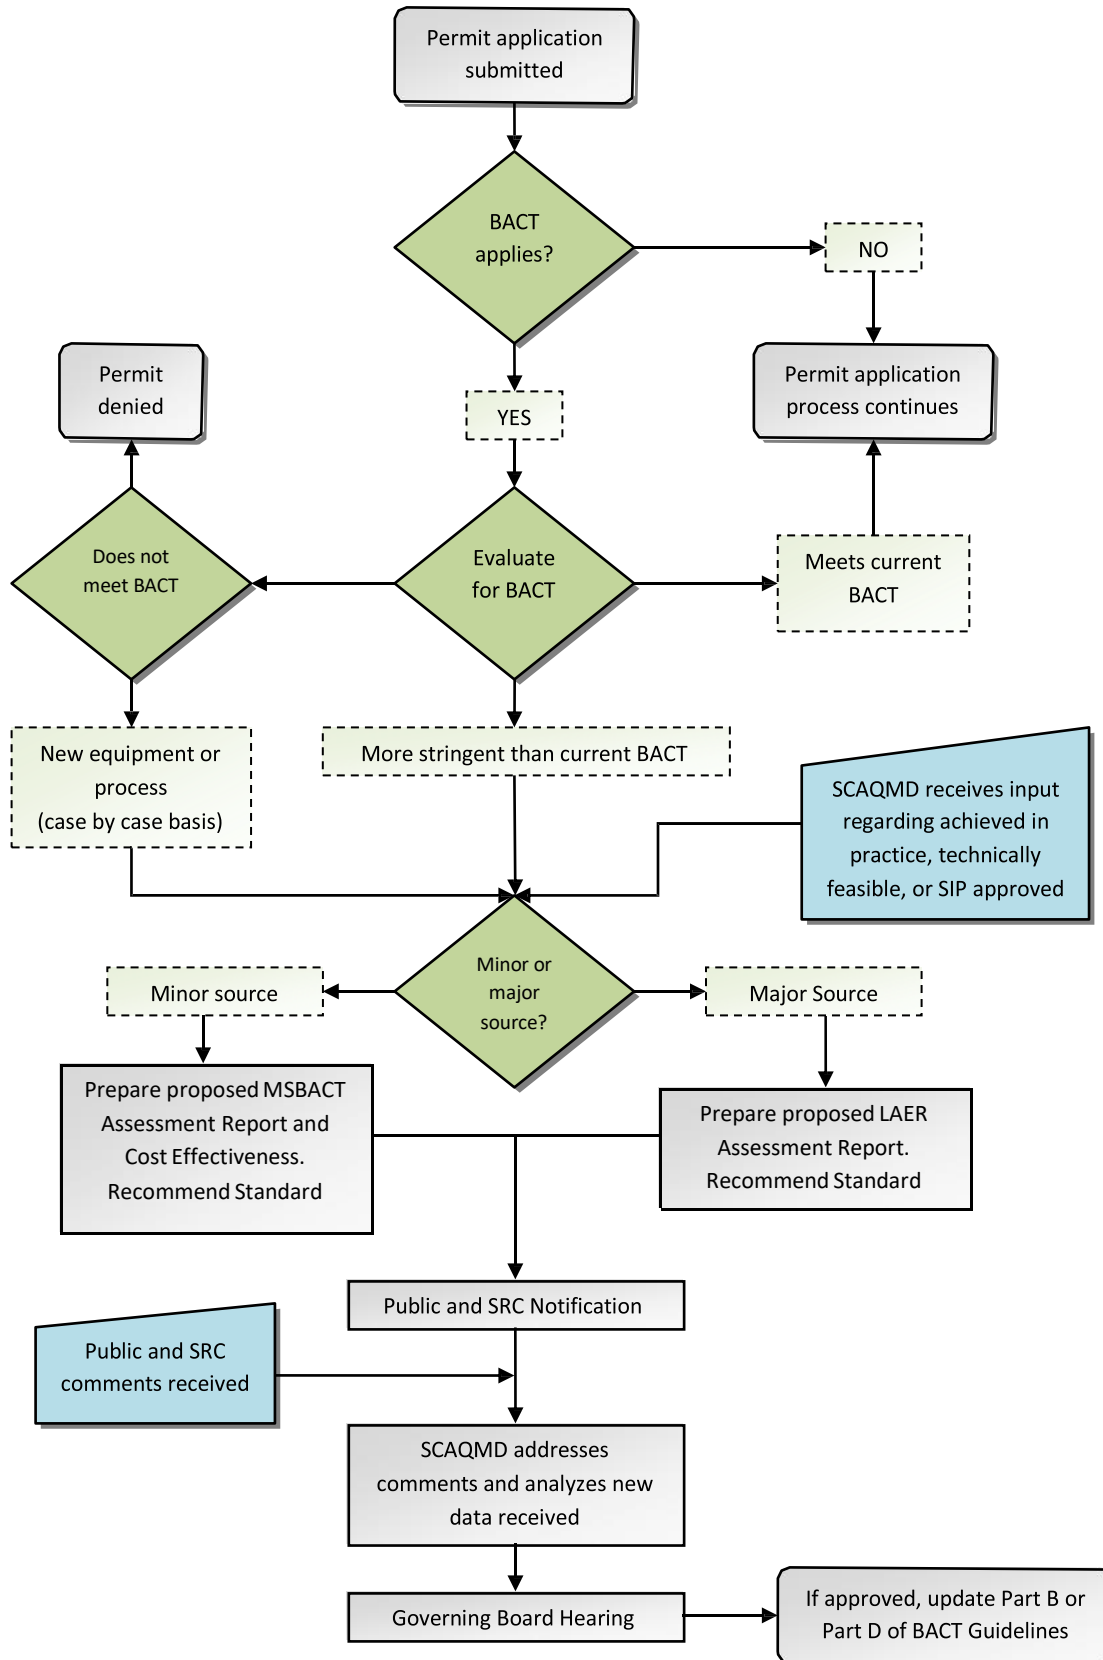 Permit application
submitted
BACT
applies?
NO
Permit
denied
Permit application
process continues
YES
Does not
meet BACT
Evaluate
for BACT
Meets current
BACT
New equipment or
process
(case by case basis)
More stringent than current BACT
SCAQMD receives input
regarding achieved in
practice, technically
feasible, or SIP approved
Minor or
major
source?
Minor source
Major Source
Prepare proposed MSBACT
Assessment Report and
Cost Effectiveness.
Recommend Standard
Prepare proposed LAER
Assessment Report.
Recommend Standard
Public and SRC Notification
Public and SRC
comments received
SCAQMD addresses
comments and analyzes new
data received
Governing Board Hearing
If approved, update Part B or
Part D of BACT Guidelines